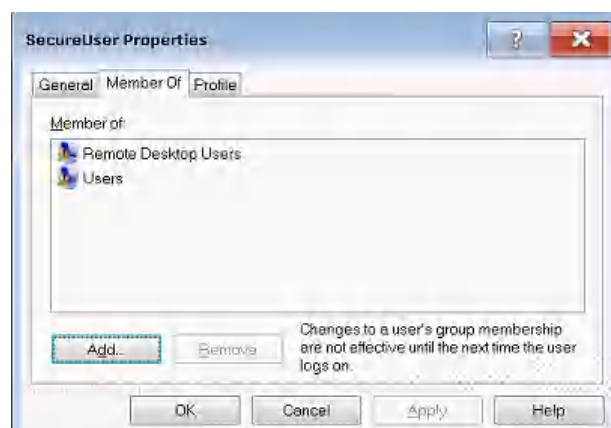 SecureUser Properties
?
General Member Of Profile
Member of:
Remote Desktop Users
Users
Add... Remove
Changes to a user's group membership
are not effective until the next time the user
logs on.
OK Cancel Apply Help